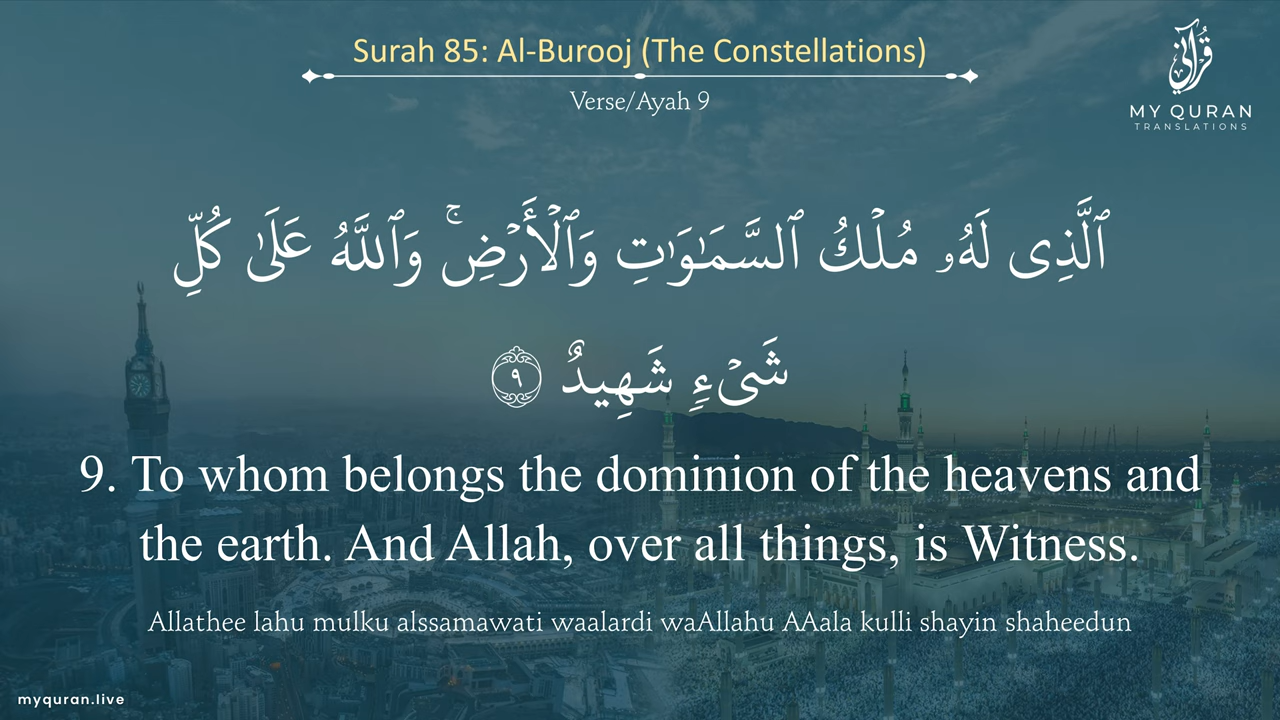 Surah 85: Al-Burooj (The Constellations)
Verse/Ayah 9
قرآني
MY QURAN
TRANSLATIONS
ٱلَّذِى لَهُۥ مُلْكُ ٱلسَّمَـٰوَٰتِ وَٱلْأَرْضِ ۚ وَٱللَّهُ عَلَىٰ كُلِّ
شَىْءٍ شَهِيدٌ ٩
9. To whom belongs the dominion of the heavens and
the earth. And Allah, over all things, is Witness.
Allathee lahu mulku alssamawati waalardi waAllahu AAala kulli shayin shaheedun
myquran.live